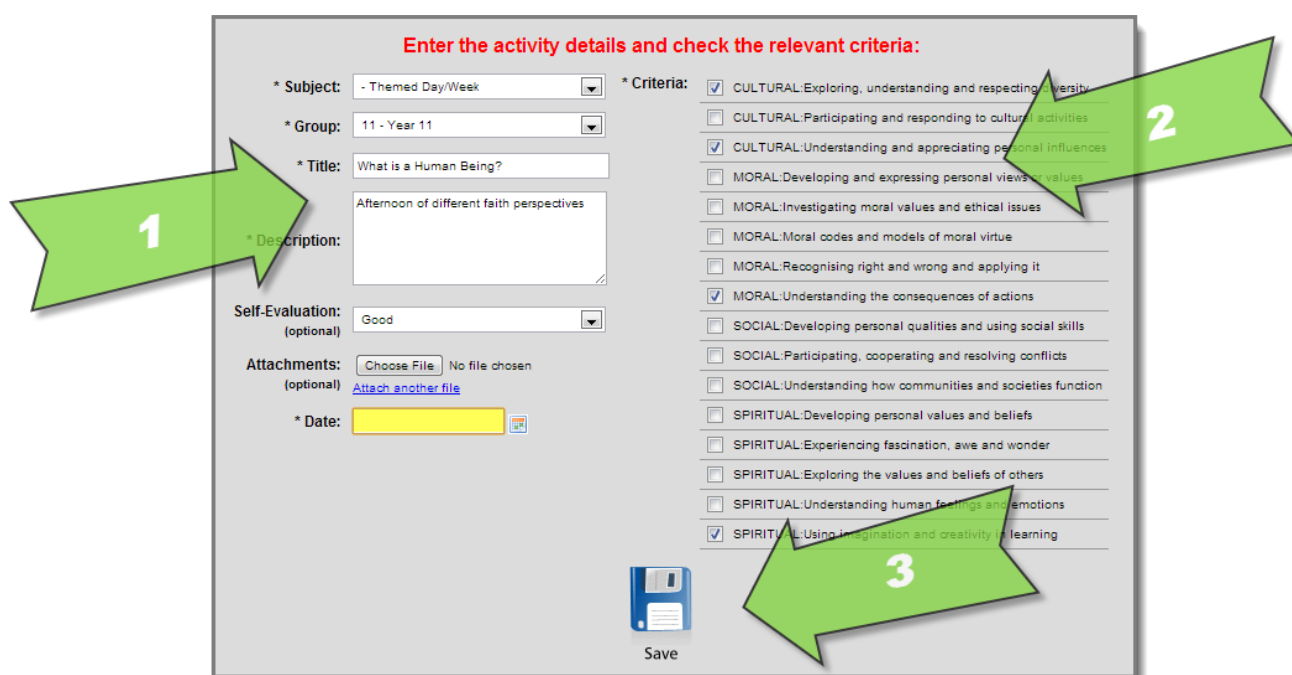 Enter the activity details and check the relevant criteria:
* Subject: - Themed Day/Week
* Group: 11 - Year 11
* Title: What is a Human Being?
* Description: Afternoon of different faith perspectives
Self-Evaluation: Good
(optional)
Attachments: Choose File No file chosen
(optional) Attach another file
* Date:
* Criteria:
CULTURAL:Exploring, understanding and respecting diversity
CULTURAL:Participating and responding to cultural activities
CULTURAL:Understanding and appreciating personal influences
MORAL:Developing and expressing personal views or values
MORAL:Investigating moral values and ethical issues
MORAL:Moral codes and models of moral virtue
MORAL:Recognising right and wrong and applying it
MORAL:Understanding the consequences of actions
SOCIAL:Developing personal qualities and using social skills
SOCIAL:Participating, cooperating and resolving conflicts
SOCIAL:Understanding how communities and societies function
SPIRITUAL:Developing personal values and beliefs
SPIRITUAL:Experiencing fascination, awe and wonder
SPIRITUAL:Exploring the values and beliefs of others
SPIRITUAL:Understanding human feelings and emotions
SPIRITUAL:Using imagination and creativity in learning
Save
1
2
3